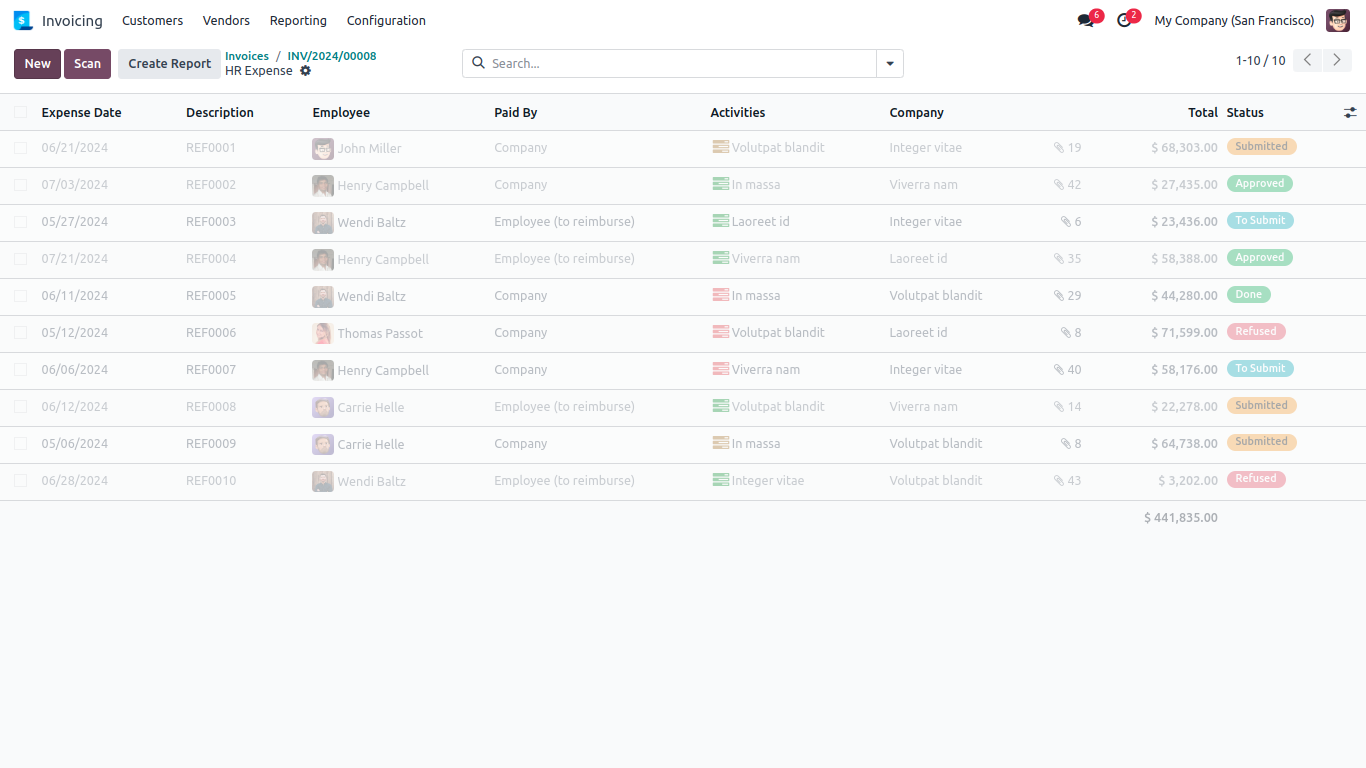 Invoicing Customers Vendors Reporting Configuration 6 2 My Company (San Francisco)
New Scan Create Report Invoices / INV/2024/00008
HR Expense
Search...
1-10 / 10
Expense Date Description Employee Paid By Activities Company Total Status
06/21/2024 REF0001 John Miller Company Volutpat blandit Integer vitae 19 $ 68,303.00 Submitted
07/03/2024 REF0002 Henry Campbell Company In massa Viverra nam 42 $ 27,435.00 Approved
05/27/2024 REF0003 Wendi Baltz Employee (to reimburse) Laoreet id Integer vitae 6 $ 23,436.00 To Submit
07/21/2024 REF0004 Henry Campbell Employee (to reimburse) Viverra nam Laoreet id 35 $ 58,388.00 Approved
06/11/2024 REF0005 Wendi Baltz Company In massa Volutpat blandit 29 $ 44,280.00 Done
05/12/2024 REF0006 Thomas Passot Company Volutpat blandit Laoreet id 8 $ 71,599.00 Refused
06/06/2024 REF0007 Henry Campbell Company Viverra nam Integer vitae 40 $ 58,176.00 To Submit
06/12/2024 REF0008 Carrie Helle Employee (to reimburse) Volutpat blandit Viverra nam 14 $ 22,278.00 Submitted
05/06/2024 REF0009 Carrie Helle Company In massa Volutpat blandit 8 $ 64,738.00 Submitted
06/28/2024 REF0010 Wendi Baltz Employee (to reimburse) Integer vitae Volutpat blandit 43 $ 3,202.00 Refused
$ 441,835.00